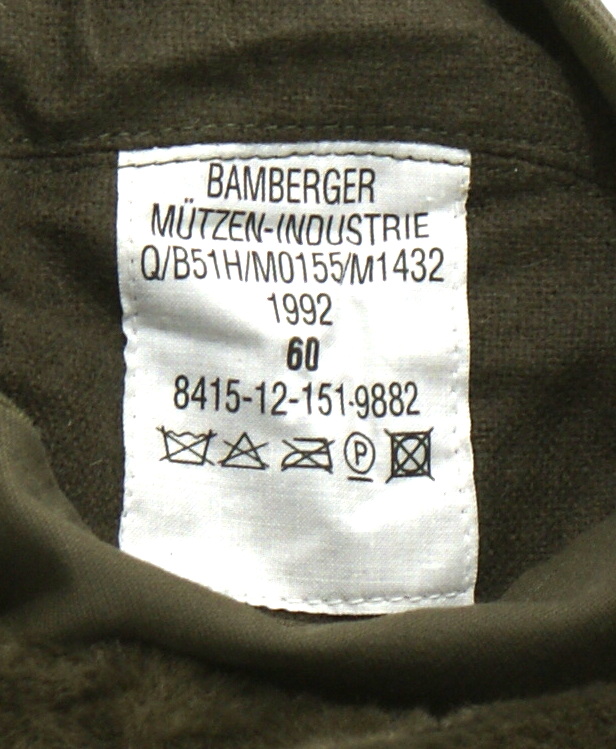 BAMBERGER
MÜTZEN-INDUSTRIE
Q/B51H/M0155/M1432
1992
60
8415-12-151-9882
P